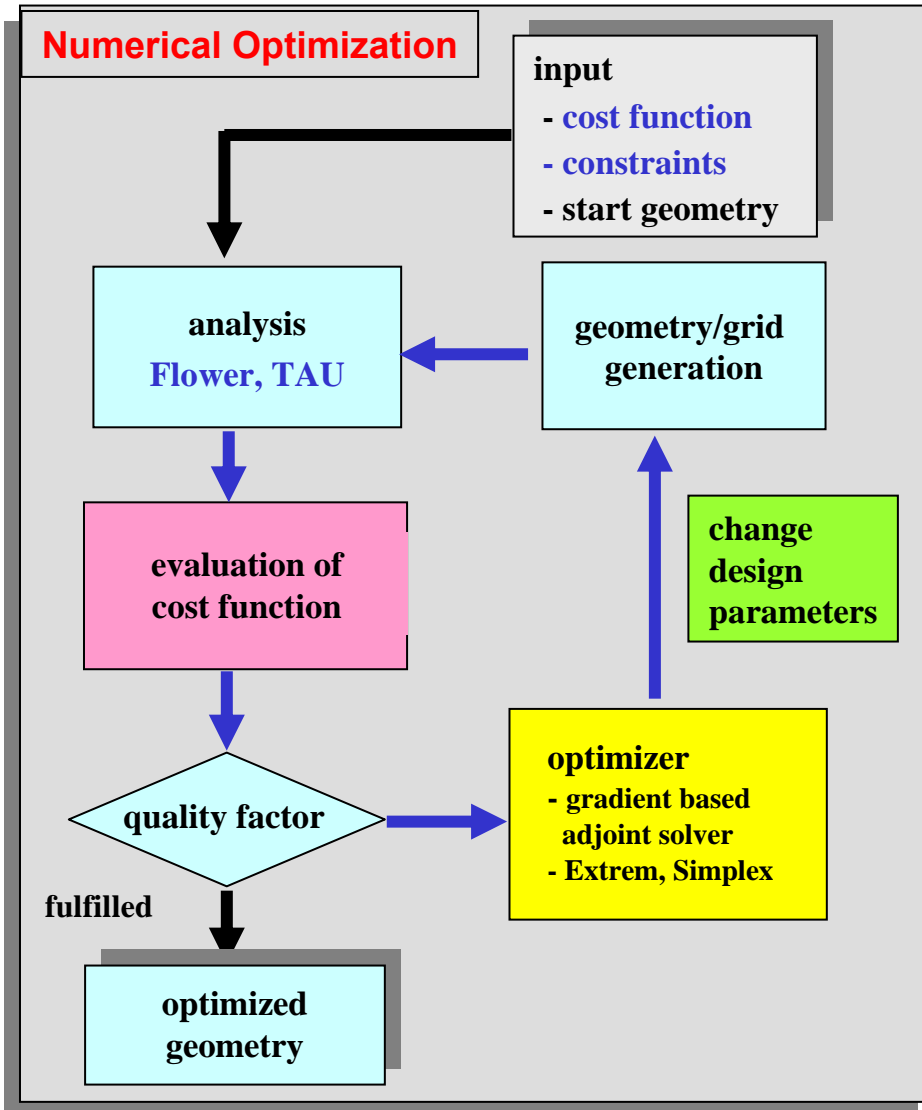 Numerical Optimization
input
- cost function
- constraints
- start geometry
analysis
Flower, TAU
geometry/grid
generation
evaluation of
cost function
change
design
parameters
quality factor
optimizer
- gradient based
adjoint solver
- Extrem, Simplex
fulfilled
optimized
geometry